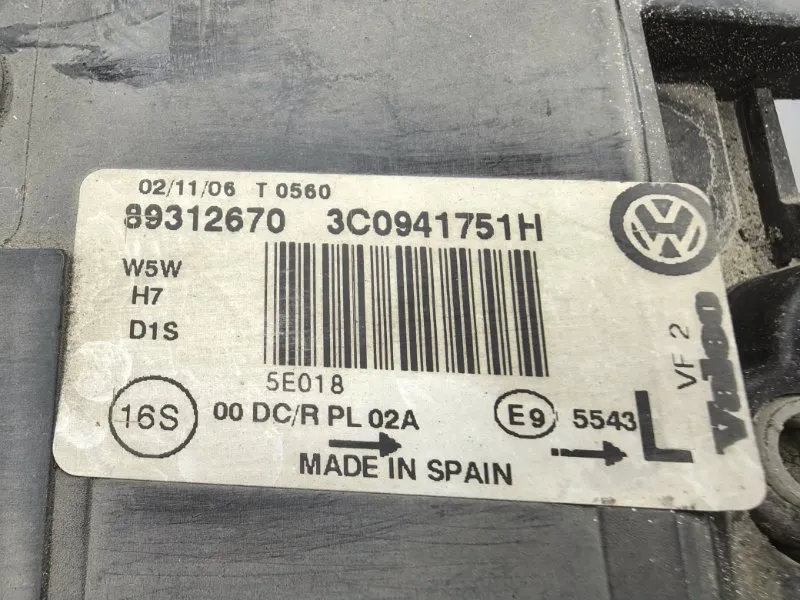 02/11/06 T 0560
89312670 3C0941751H
W5W
H7
D1S
5E018
16S 00 DC/R PL 02A E9 5543 L
MADE IN SPAIN
VF 2
Valeo